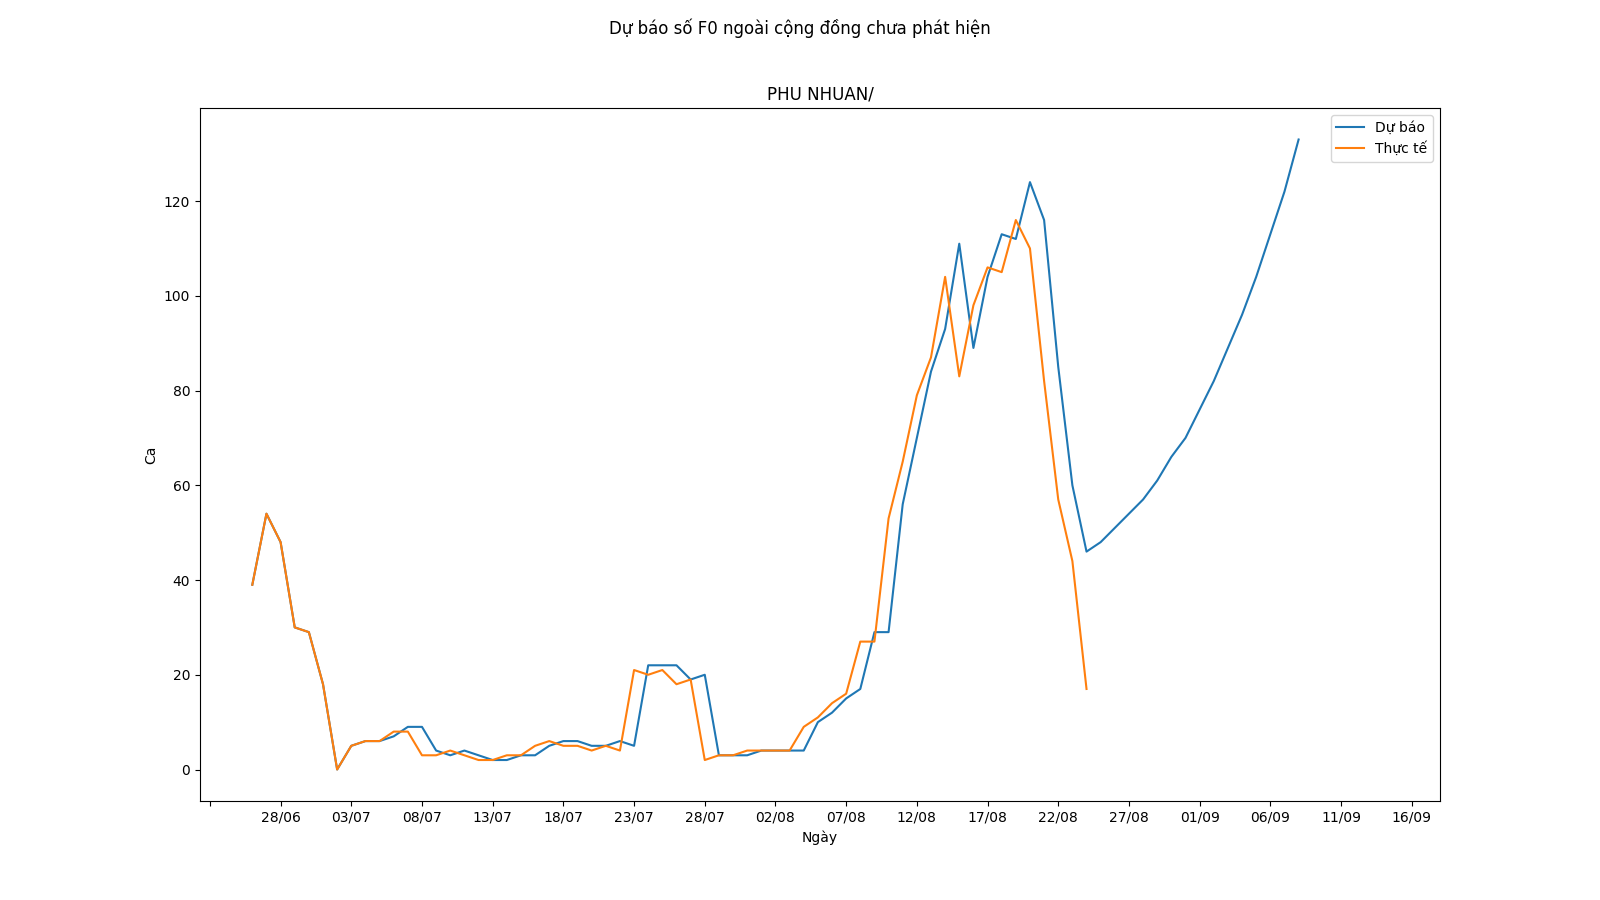 Dự báo số F0 ngoài cộng đồng chưa phát hiện
PHU NHUAN/
Dự báo
Thực tế
120
100
80
60
40
20
0
Ca
28/06 03/07 08/07 13/07 18/07 23/07 28/07 02/08 07/08 12/08 17/08 22/08 27/08 01/09 06/09 11/09 16/09
Ngày